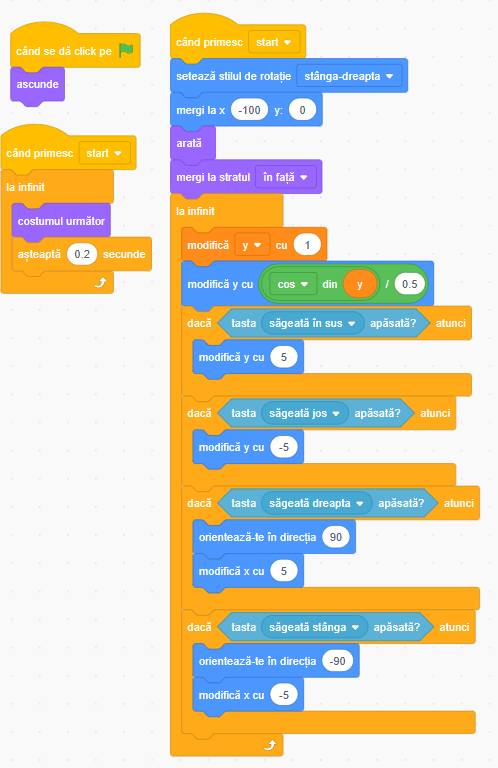 când se dă click pe
ascunde
când primesc start
la infinit
costumul următor
așteaptă 0.2 secunde
când primesc start
setează stilul de rotație stânga-dreapta
mergi la x -100 y: 0
arată
mergi la stratul în față
la infinit
modifică y cu 1
modifică y cu cos din y / 0.5
dacă tasta săgeată în sus apăsată? atunci
modifică y cu 5
dacă tasta săgeată jos apăsată? atunci
modifică y cu -5
dacă tasta săgeată dreapta apăsată? atunci
orientează-te în direcția 90
modifică x cu 5
dacă tasta săgeată stânga apăsată? atunci
orientează-te în direcția -90
modifică x cu -5